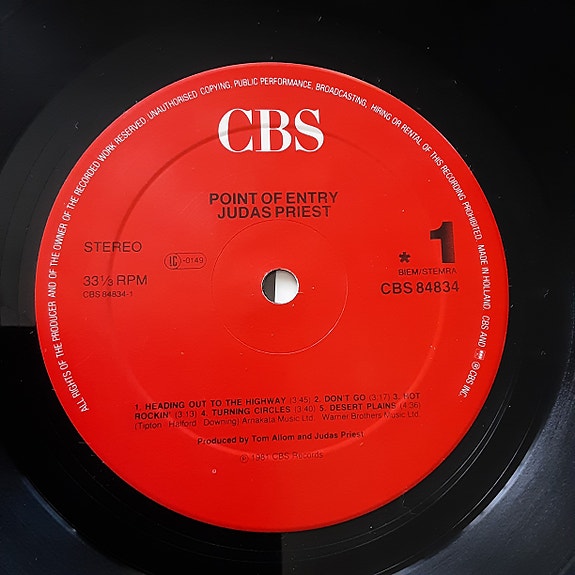 ALL RIGHTS OF THE PRODUCER AND OF THE OWNER OF THE RECORDED WORK RESERVED. UNAUTHORISED COPYING, PUBLIC PERFORMANCE, BROADCASTING, HIRING OR RENTAL OF THIS RECORDING PROHIBITED. MADE IN HOLLAND. CBS AND ® © CBS INC.
CBS
POINT OF ENTRY
JUDAS PRIEST
STEREO
LC -0149
* 1
33⅓ RPM
BIEM/STEMRA
CBS 84834-1
CBS 84834
1. HEADING OUT TO THE HIGHWAY (3:45) 2. DON'T GO (3:17) 3. HOT
ROCKIN' (3:13) 4. TURNING CIRCLES (3:40) 5. DESERT PLAINS (4:36)
(Tipton Halford Downing) Arnakata Music Ltd. Warner Brothers Music Ltd.
Produced by Tom Allom and Judas Priest
℗ 1981 CBS Records